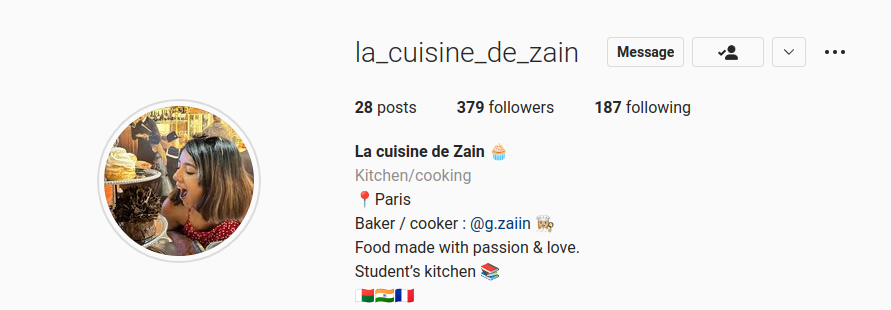 la_cuisine_de_zain Message
28 posts 379 followers 187 following
La cuisine de Zain 🧁
Kitchen/cooking
📍Paris
Baker / cooker : @g.zaiin 👩🏼‍🍳
Food made with passion & love.
Student’s kitchen 📚
🇲🇬🇮🇳🇫🇷